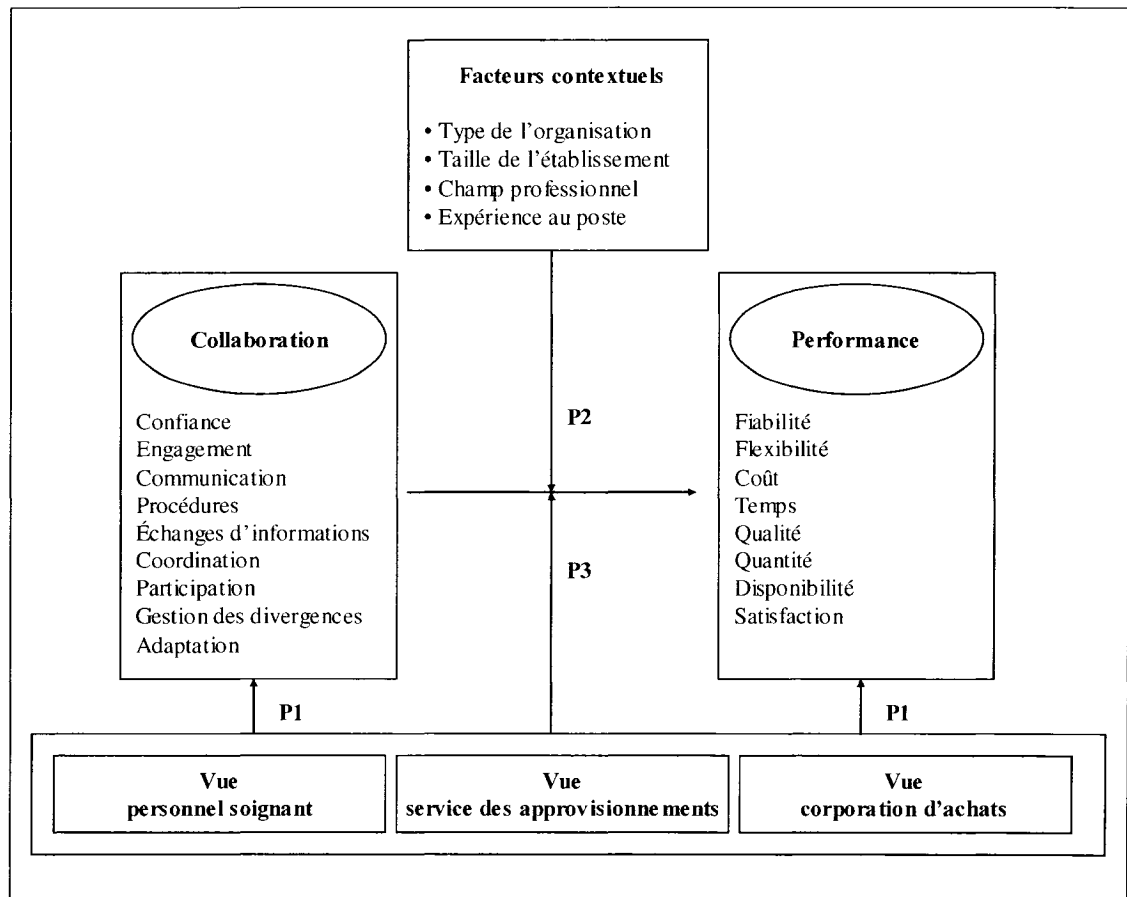 Facteurs contextuels
• Type de l'organisation
• Taille de l'établissement
• Champ professionnel
• Expérience au poste
Collaboration
Confiance
Engagement
Communication
Procédures
Échanges d'informations
Coordination
Participation
Gestion des divergences
Adaptation
P2
P3
Performance
Fiabilité
Flexibilité
Coût
Temps
Qualité
Quantité
Disponibilité
Satisfaction
P1
P1
Vue
personnel soignant
Vue
service des approvisionnements
Vue
corporation d'achats